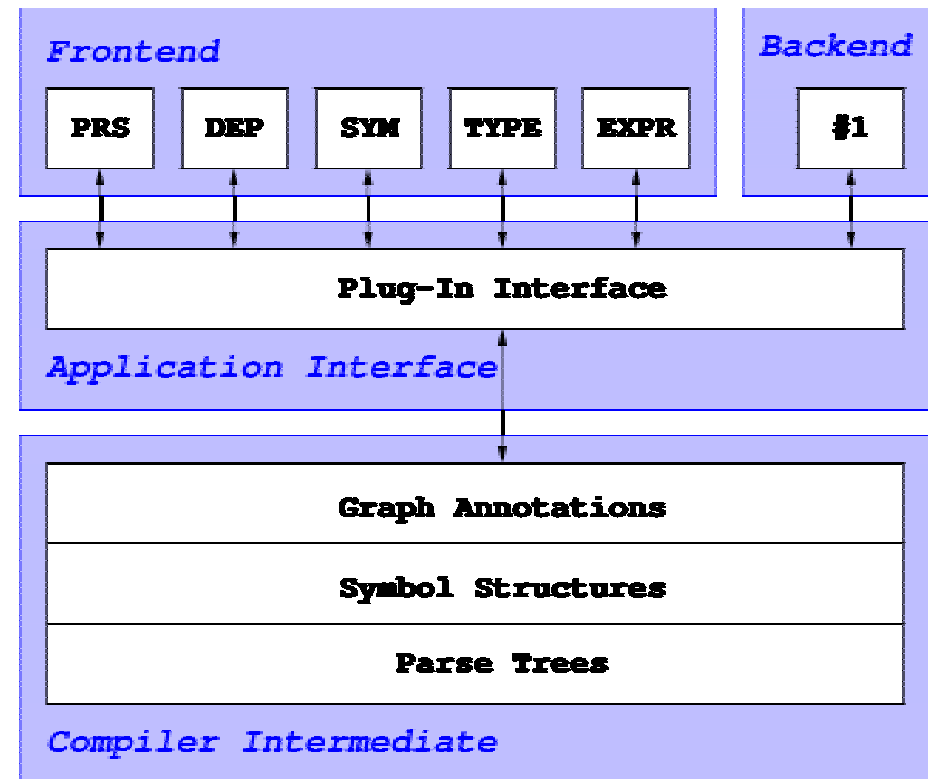 Frontend
Backend
PRS
DEP
SYM
TYPE
EXPR
#1
Plug-In Interface
Application Interface
Graph Annotations
Symbol Structures
Parse Trees
Compiler Intermediate